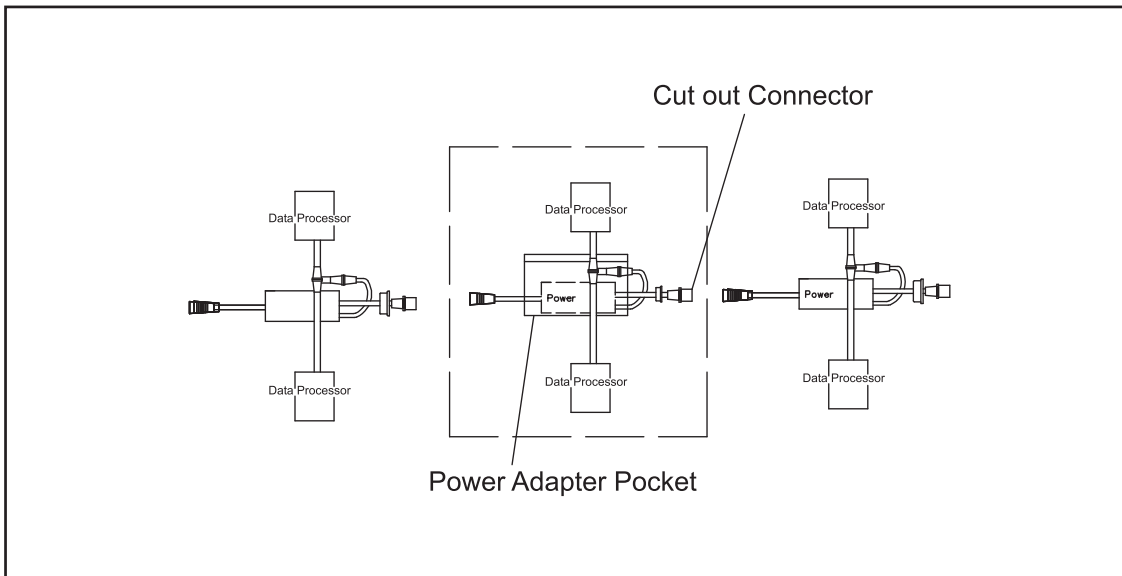 Cut out Connector
Data Processor
Data Processor
Data Processor
Power
Power
Data Processor
Data Processor
Data Processor
Power Adapter Pocket